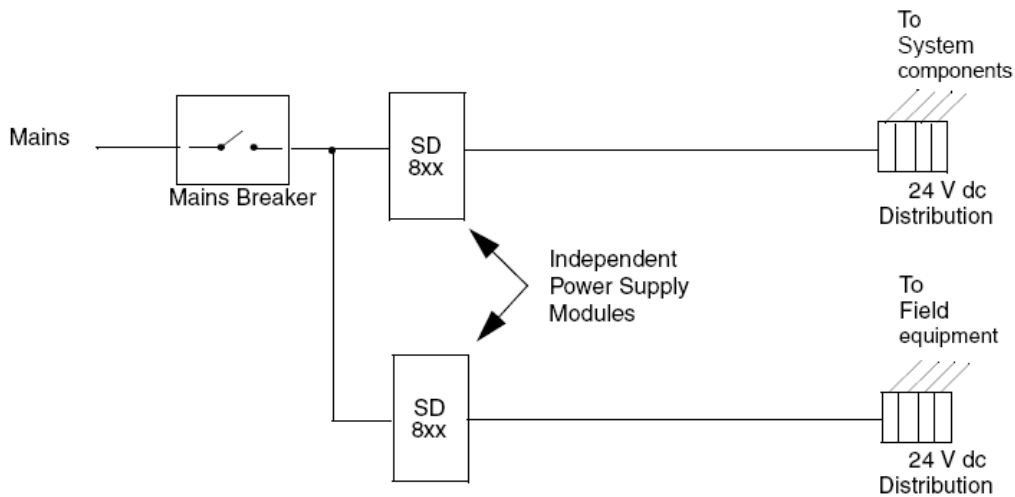 To
System
components
Mains
SD
8xx
Mains Breaker
24 V dc
Distribution
Independent
Power Supply
Modules
To
Field
equipment
SD
8xx
24 V dc
Distribution